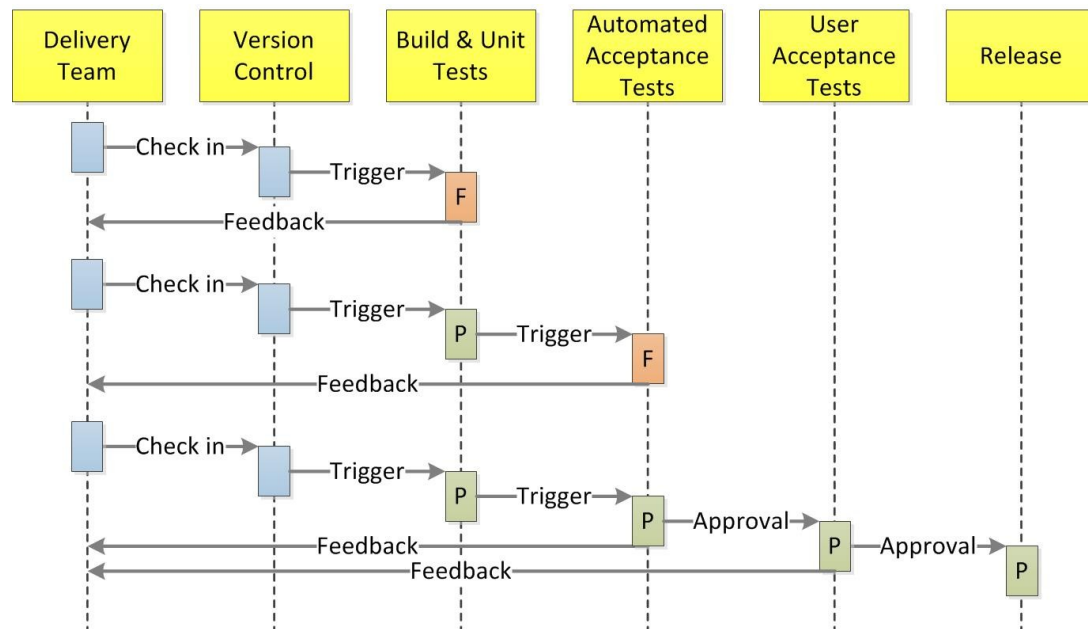 Delivery
Team
Version
Control
Build & Unit
Tests
Automated
Acceptance
Tests
User
Acceptance
Tests
Release
Check in
Trigger
F
Feedback
Check in
Trigger
P
Trigger
F
Feedback
Check in
Trigger
P
Trigger
P
Approval
P
Approval
Feedback
P
Feedback